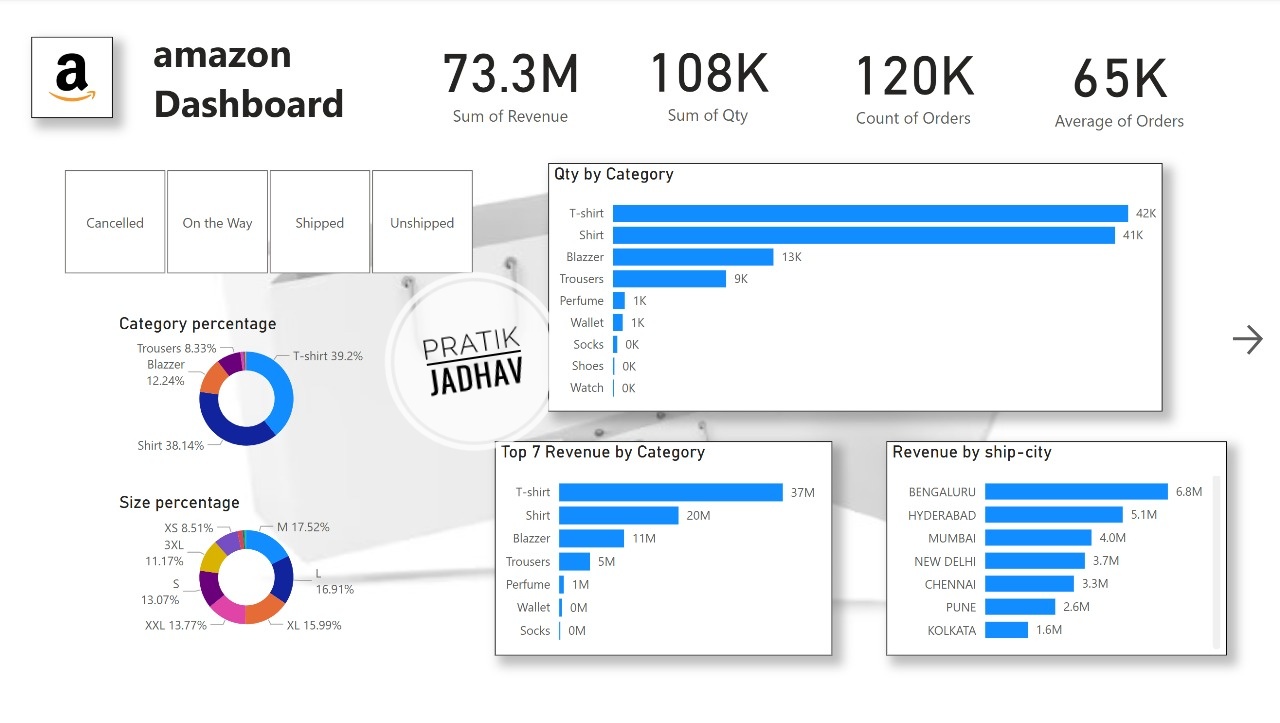 a
amazon
Dashboard
73.3M
Sum of Revenue
108K
Sum of Qty
120K
Count of Orders
65K
Average of Orders
Cancelled
On the Way
Shipped
Unshipped
Qty by Category
T-shirt 42K
Shirt 41K
Blazzer 13K
Trousers 9K
Perfume 1K
Wallet 1K
Socks 0K
Shoes 0K
Watch 0K
PRATIK
JADHAV
Category percentage
Trousers 8.33%
Blazzer
12.24%
T-shirt 39.2%
Shirt 38.14%
Size percentage
XS 8.51%
3XL
11.17%
S
13.07%
XXL 13.77%
M 17.52%
L
16.91%
XL 15.99%
Top 7 Revenue by Category
T-shirt 37M
Shirt 20M
Blazzer 11M
Trousers 5M
Perfume 1M
Wallet 0M
Socks 0M
Revenue by ship-city
BENGALURU 6.8M
HYDERABAD 5.1M
MUMBAI 4.0M
NEW DELHI 3.7M
CHENNAI 3.3M
PUNE 2.6M
KOLKATA 1.6M